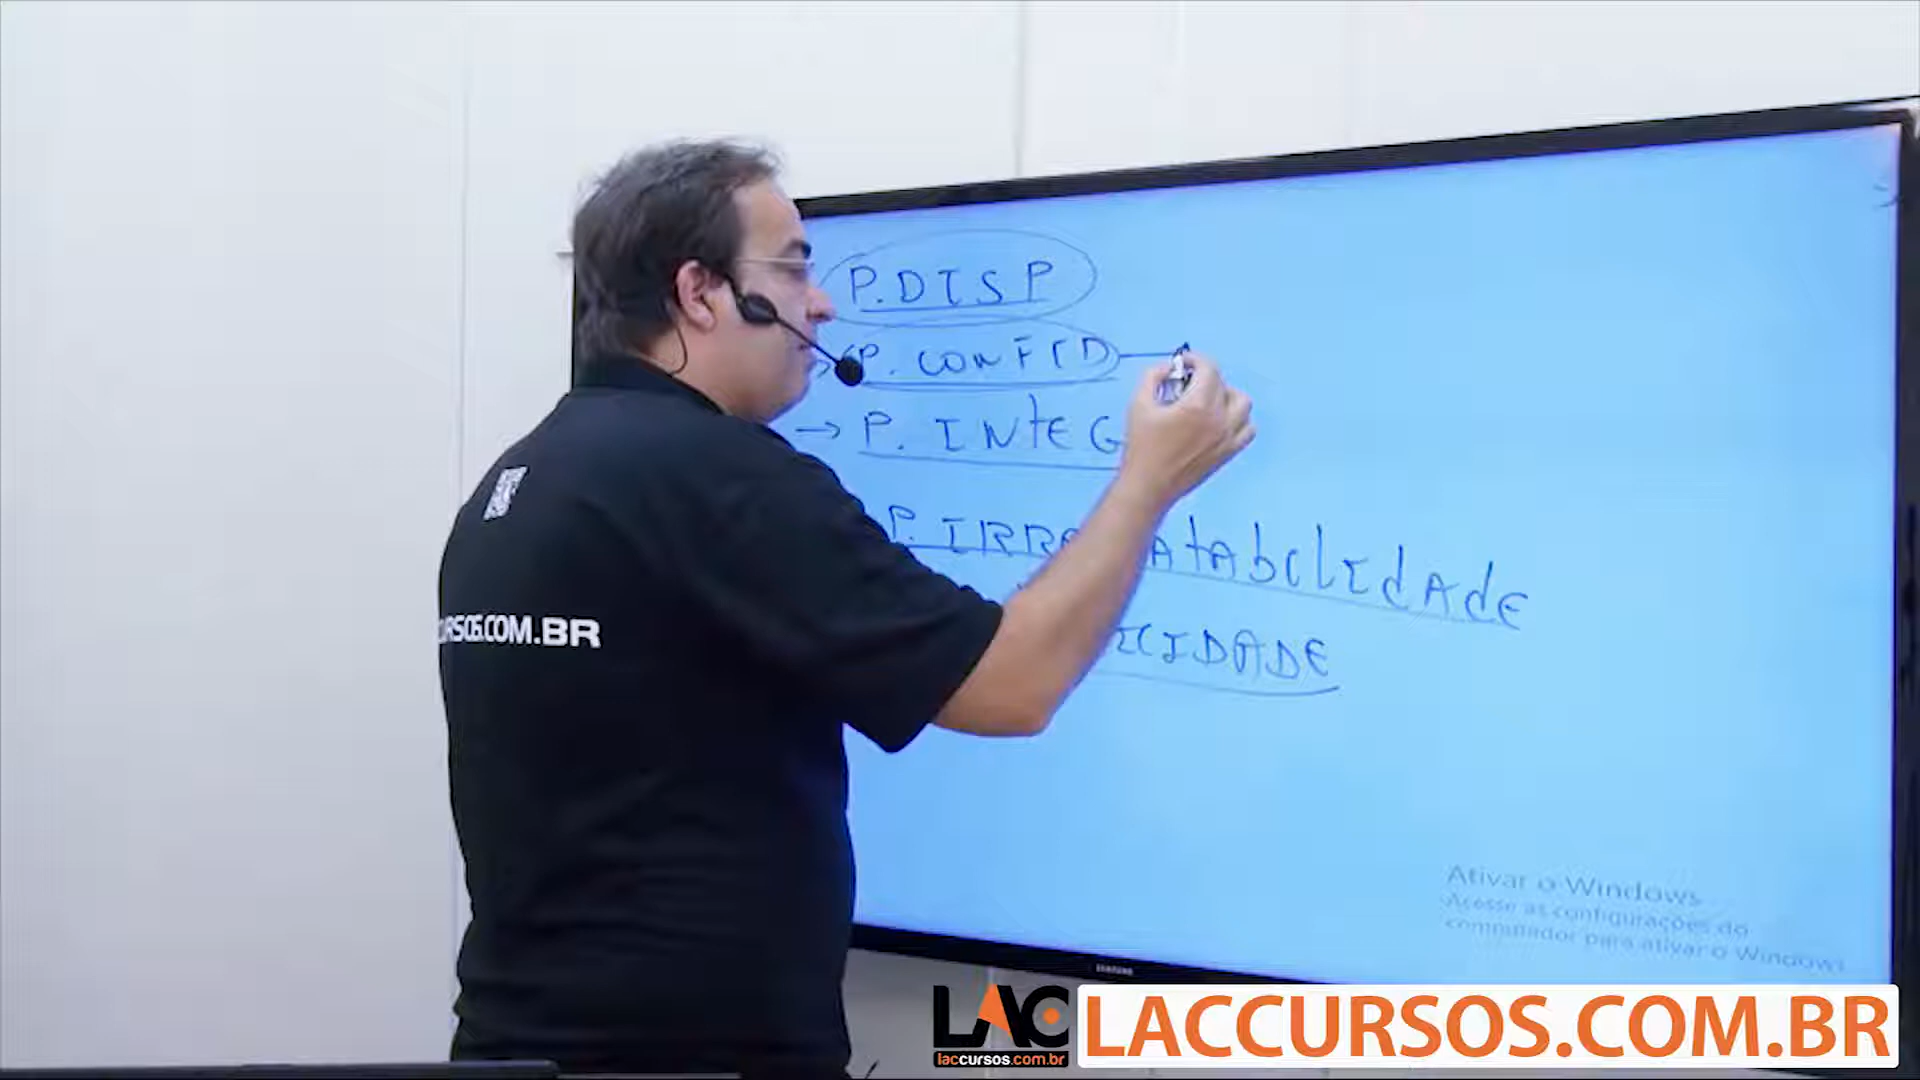 P.DISP
→ P. CONFID
→ P. INTEG
P. IRR ATABILIDADE
ICIDADE
URSOS.COM.BR
Ativar o Windows
Acesse as configurações do
computador para ativar o Windows
SAMSUNG
LAC
laccursos.com.br
LACCURSOS.COM.BR